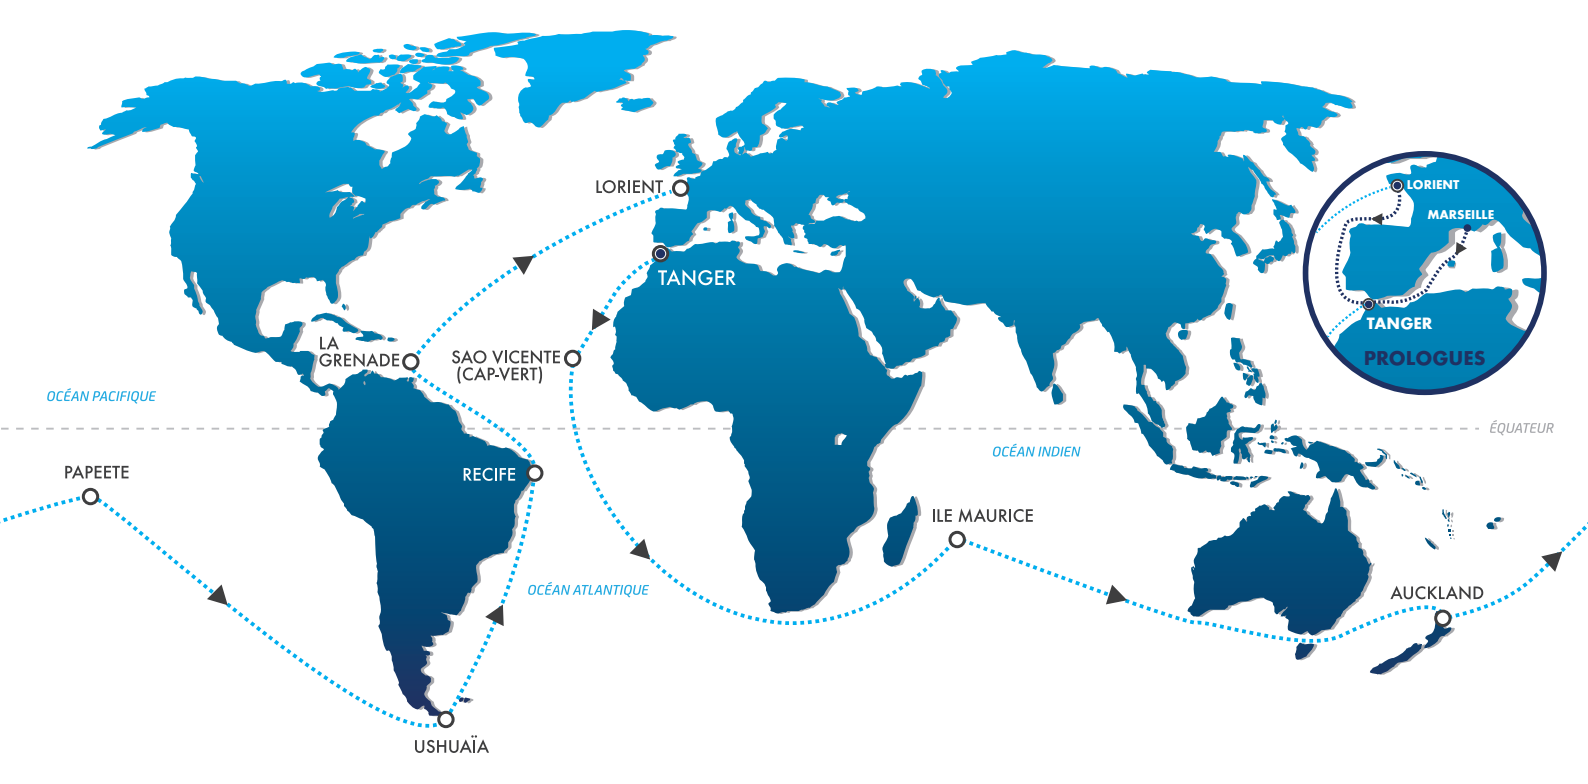 LORIENT
TANGER
LA
GRENADE
SAO VICENTE
(CAP-VERT)
OCÉAN PACIFIQUE
ÉQUATEUR
OCÉAN INDIEN
PAPEETE
RECIFE
ILE MAURICE
OCÉAN ATLANTIQUE
AUCKLAND
USHUAÏA
LORIENT
MARSEILLE
TANGER
PROLOGUES